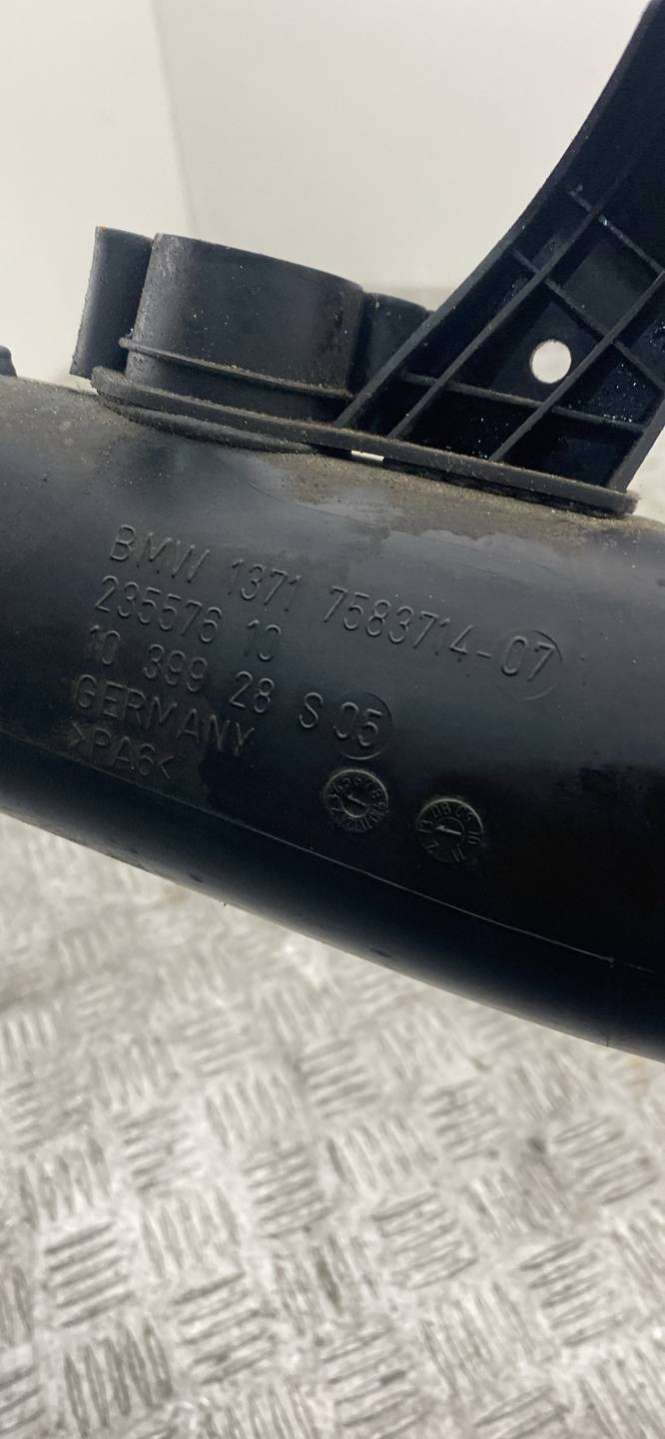 BMW 1371 7583714-07
235576 10
10 399 28 S 05
GERMANY
>PA6<